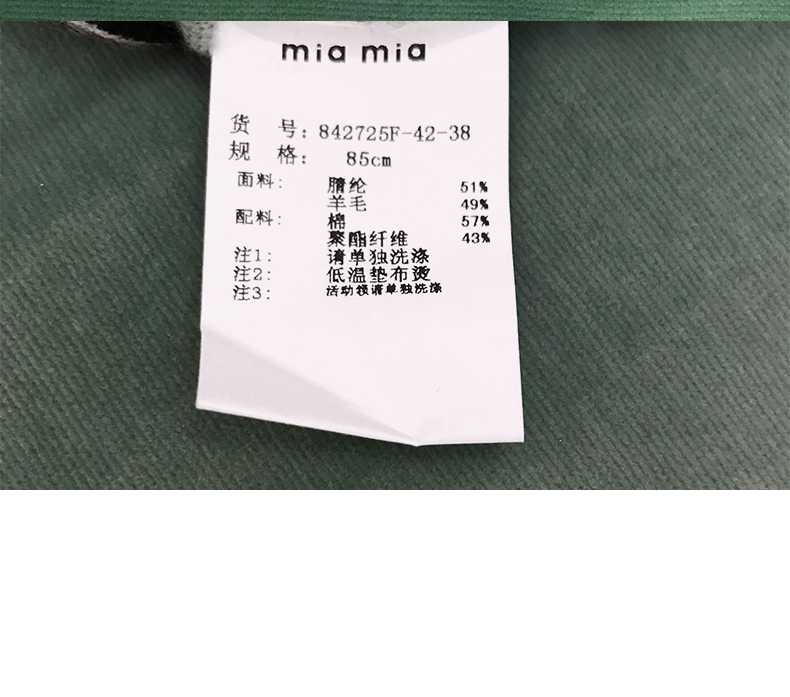 mia mia
货 号: 842725F-42-38
规 格: 85cm
面料: 腈纶 51%
羊毛 49%
配料: 棉 57%
聚酯纤维 43%
注1: 请单独洗涤
注2: 低温垫布烫
注3: 活动领请单独洗涤